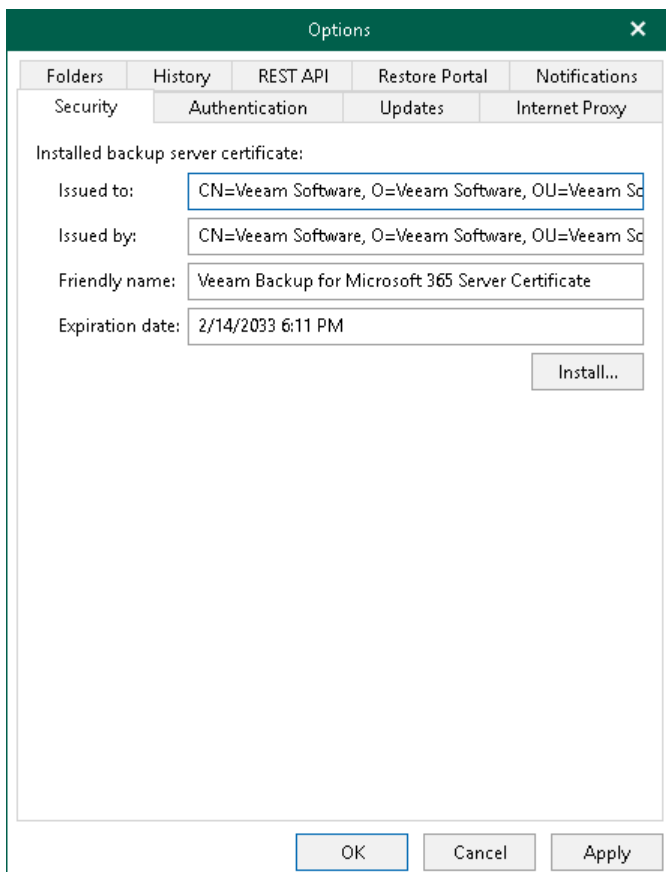 Options
Folders History REST API Restore Portal Notifications
Security Authentication Updates Internet Proxy
Installed backup server certificate:
Issued to: CN=Veeam Software, O=Veeam Software, OU=Veeam So
Issued by: CN=Veeam Software, O=Veeam Software, OU=Veeam So
Friendly name: Veeam Backup for Microsoft 365 Server Certificate
Expiration date: 2/14/2033 6:11 PM
Install...
OK Cancel Apply